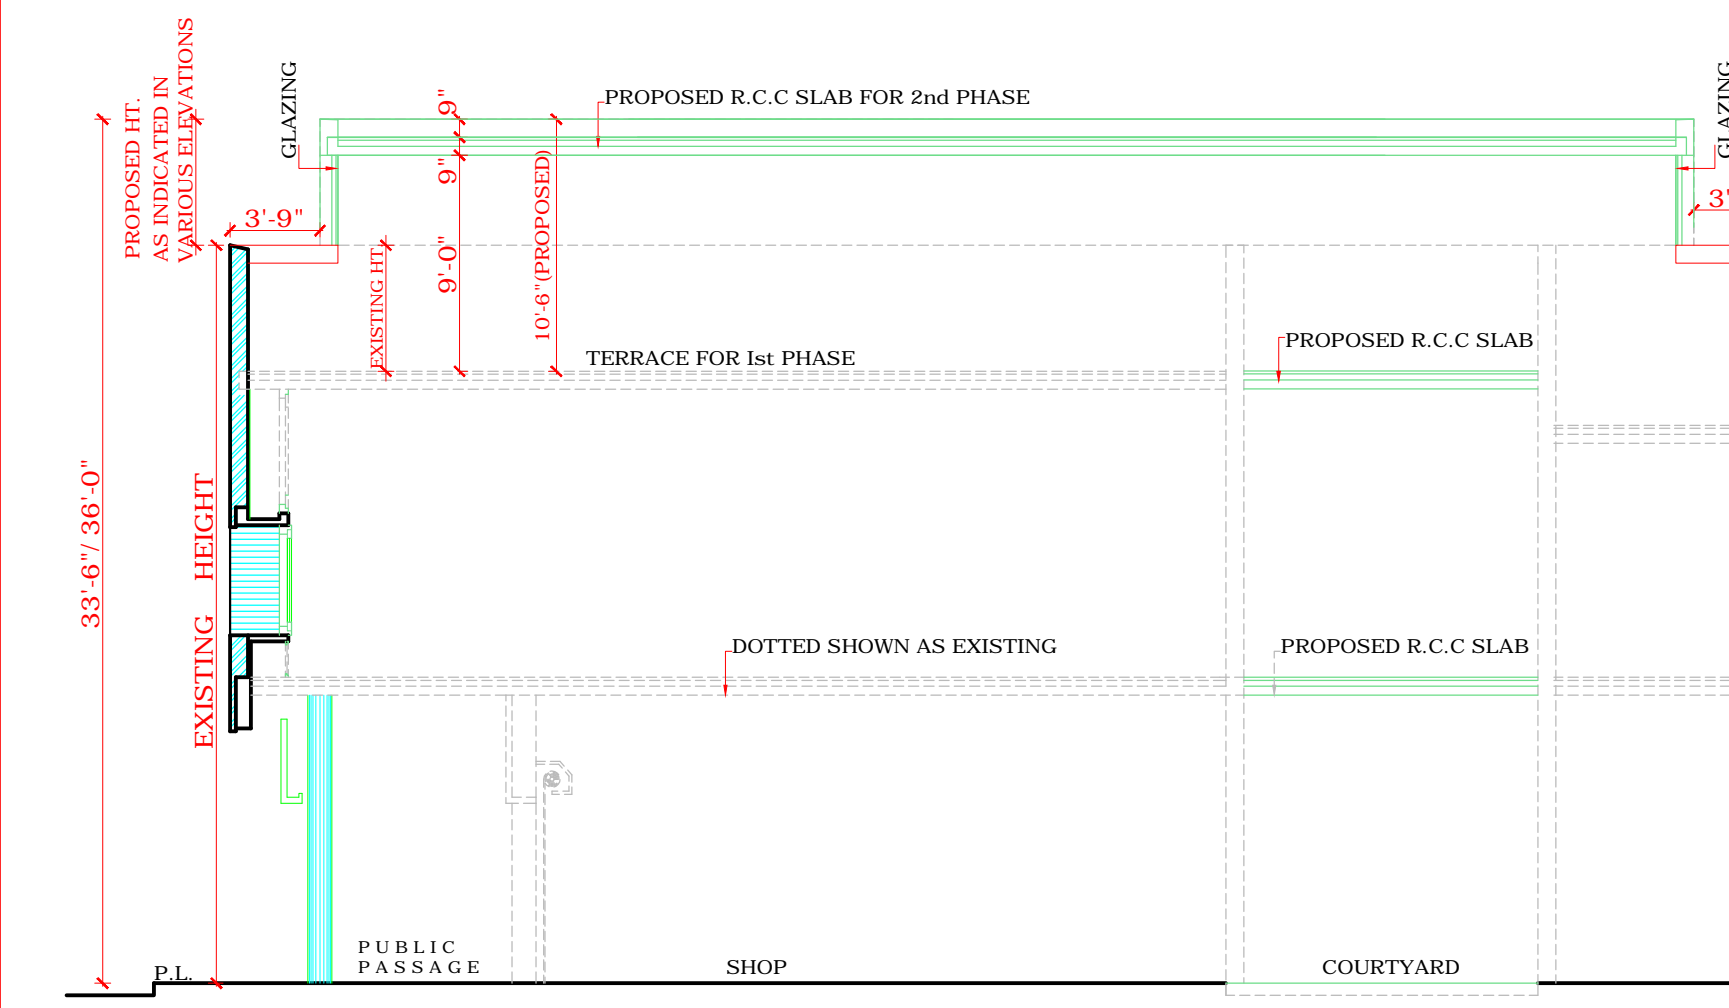 PROPOSED HT.
AS INDICATED IN
VARIOUS ELEVATIONS
GLAZING
9"
PROPOSED R.C.C SLAB FOR 2nd PHASE
GLAZING
9"
3'-9"
3'
EXISTING HT.
9'-0"
10'-6"(PROPOSED)
TERRACE FOR Ist PHASE
PROPOSED R.C.C SLAB
33'-6"/ 36'-0"
EXISTING HEIGHT
DOTTED SHOWN AS EXISTING
PROPOSED R.C.C SLAB
PUBLIC
PASSAGE
P.L.
SHOP
COURTYARD